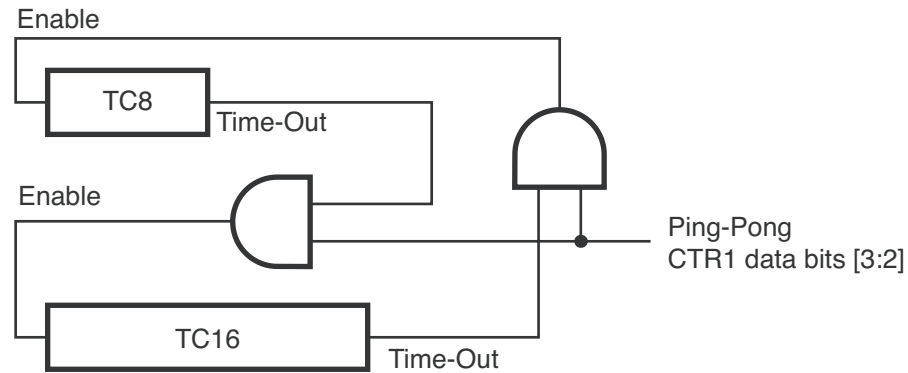 Enable
TC8
Time-Out
Enable
Ping-Pong
CTR1 data bits [3:2]
TC16
Time-Out